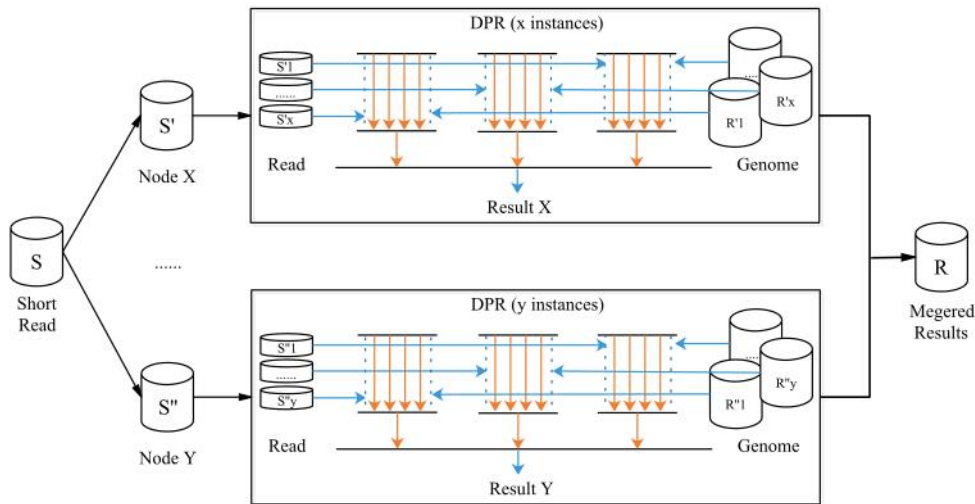 DPR (x instances)
S'1
......
S'x
Read
......
R'x
R'1
Genome
Result X
S'
Node X
S
Short
Read
......
DPR (y instances)
S"1
......
S"y
Read
......
R"y
R"1
Genome
Result Y
S"
Node Y
R
Megered
Results